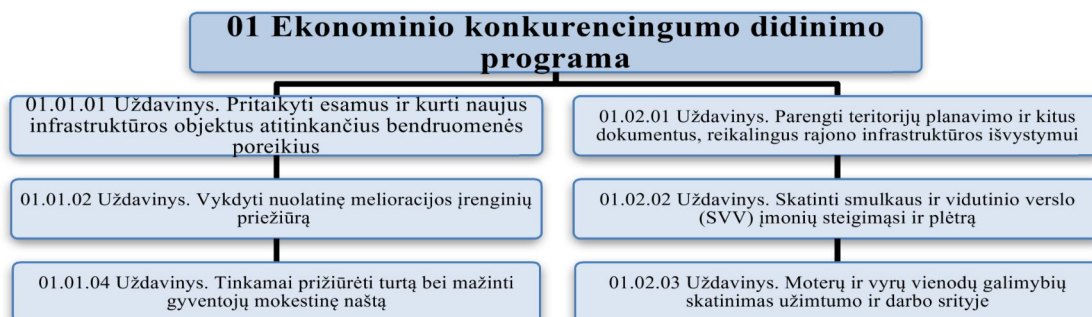 01 Ekonominio konkurencingumo didinimo
programa
01.01.01 Uždavinys. Pritaikyti esamus ir kurti naujus
infrastruktūros objektus atitinkančius bendruomenės
poreikius
01.01.02 Uždavinys. Vykdyti nuolatinę melioracijos įrenginių
priežiūrą
01.01.04 Uždavinys. Tinkamai prižiūrėti turtą bei mažinti
gyventojų mokestinę naštą
01.02.01 Uždavinys. Parengti teritorijų planavimo ir kitus
dokumentus, reikalingus rajono infrastruktūros išvystymui
01.02.02 Uždavinys. Skatinti smulkaus ir vidutinio verslo
(SVV) įmonių steigimąsi ir plėtrą
01.02.03 Uždavinys. Moterų ir vyrų vienodų galimybių
skatinimas užimtumo ir darbo srityje